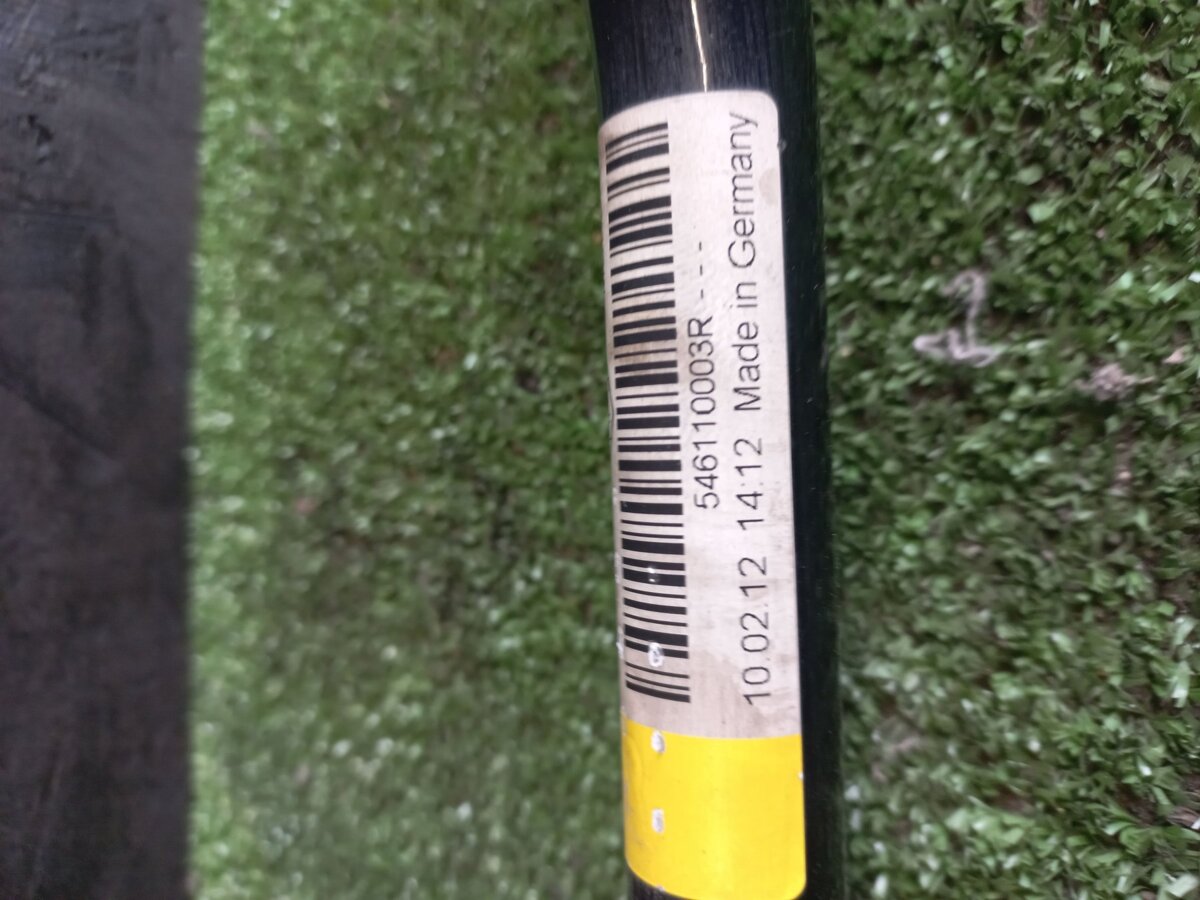 546110003R - - -
10.02.12 14:12 Made in Germany